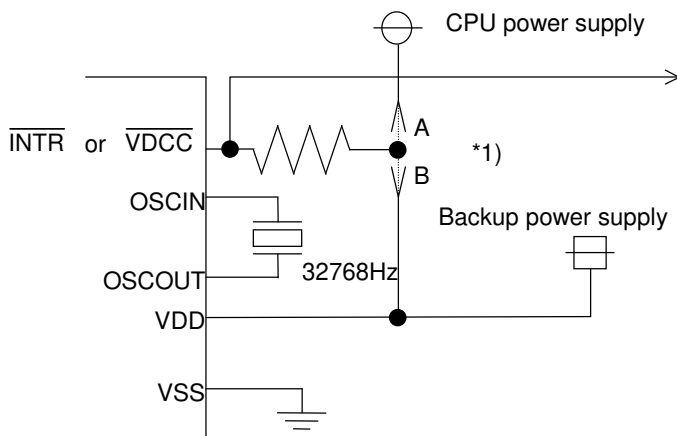 CPU power supply
A
INTR or VDCC
*1)
B
OSCIN
Backup power supply
OSCOUT
32768Hz
VDD
VSS